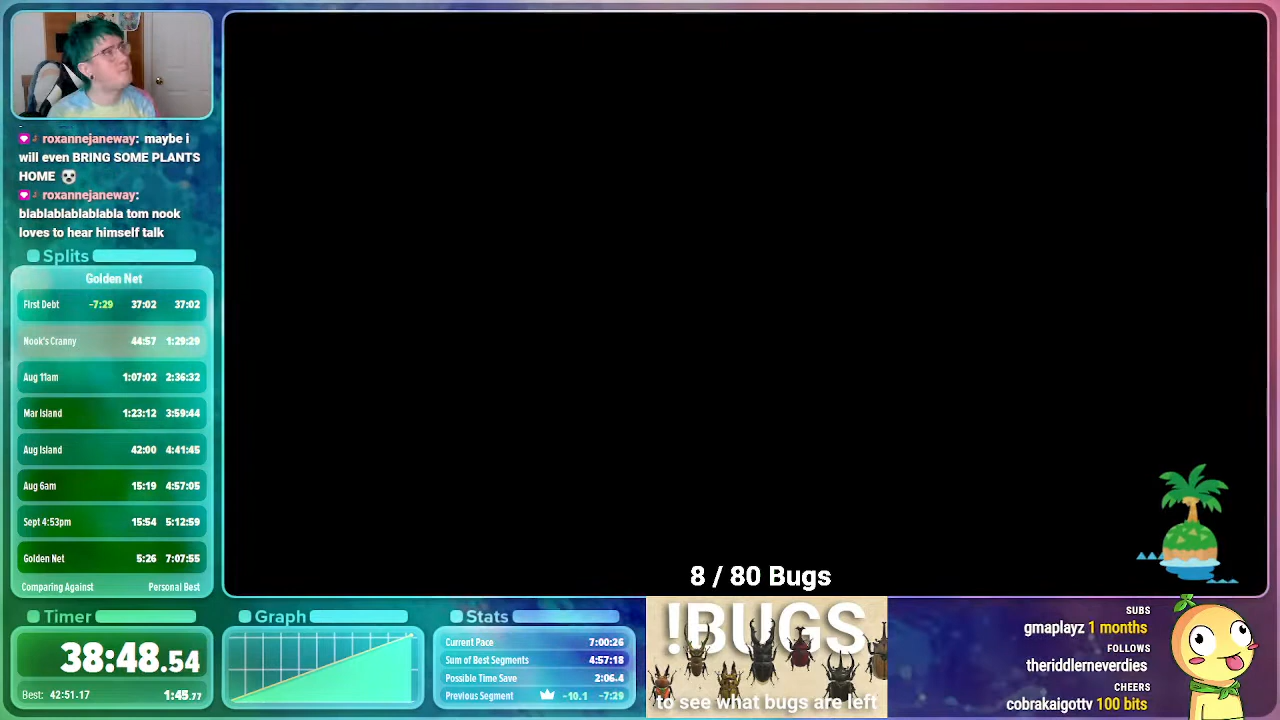 roxannejaneway: maybe i
will even BRING SOME PLANTS
HOME
roxannejaneway:
blablablablablabla tom nook
loves to hear himself talk
Splits
Golden Net
First Debt -7:29 37:02 37:02
Nook's Cranny 44:57 1:29:29
Aug 11am 1:07:02 2:36:32
Mar Island 1:23:12 3:59:44
Aug Island 42:00 4:41:45
Aug 6am 15:19 4:57:05
Sept 4:53pm 15:54 5:12:59
Golden Net 5:26 7:07:55
Comparing Against Personal Best
8 / 80 Bugs
Timer
38:48.54
Best: 42:51.17 1:45.77
Graph
Stats
Current Pace 7:00:26
Sum of Best Segments 4:57:18
Possible Time Save 2:06.4
Previous Segment -10.1 -7:29
!BUGS
to see what bugs are left
SUBS
gmaplayz 1 months
FOLLOWS
theriddlerneverdies
CHEERS
cobrakaigottv 100 bits